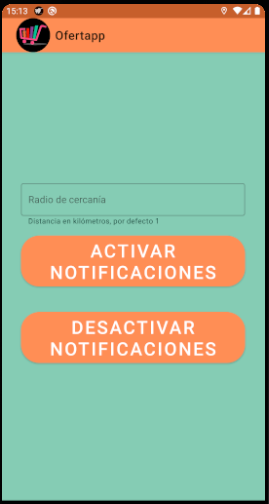 15:13
Ofertapp
Radio de cercanía
Distancia en kilómetros, por defecto 1
ACTIVAR
NOTIFICACIONES
DESACTIVAR
NOTIFICACIONES